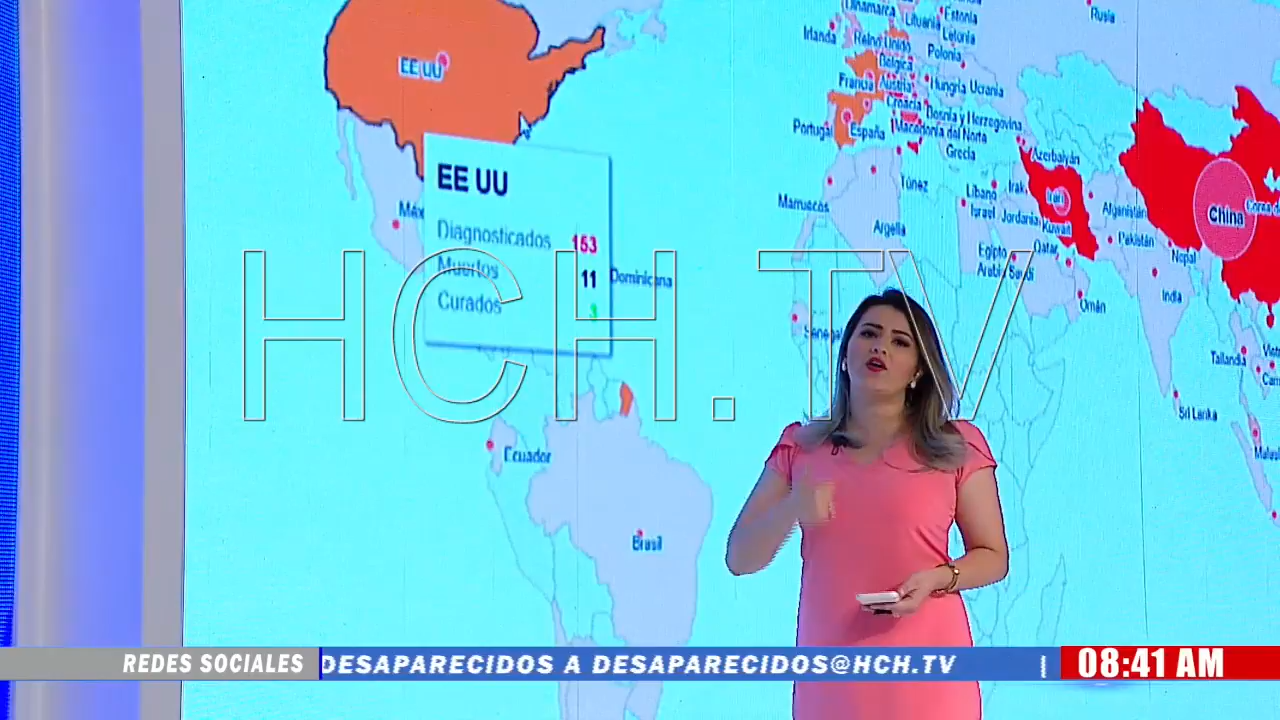 Dinamarca
Estonia
Lituania
Rusia
Irlanda
Reino Unido
Letonia
Polonia
EE UU
Bélgica
Francia
Austria
Hungría
Ucrania
Croacia
Bosnia y Herzegovina
Portugal
España
Macedonia del Norte
Grecia
Azerbaiyán
EE UU
Túnez
Líbano
Irak
Irán
Marruecos
Israel
Jordania
Kuwait
Afganistán
China
Diagnosticados 153
Argelia
Egipto
Qatar
Pakistán
Nepal
Muertos 11
Dominicana
Arabia Saudí
India
Omán
Curados 3
HCH.TV
Senegal
Tailandia
Sri Lanka
Ecuador
Brasil
REDES SOCIALES
DESAPARECIDOS A DESAPARECIDOS@HCH.TV
08:41 AM